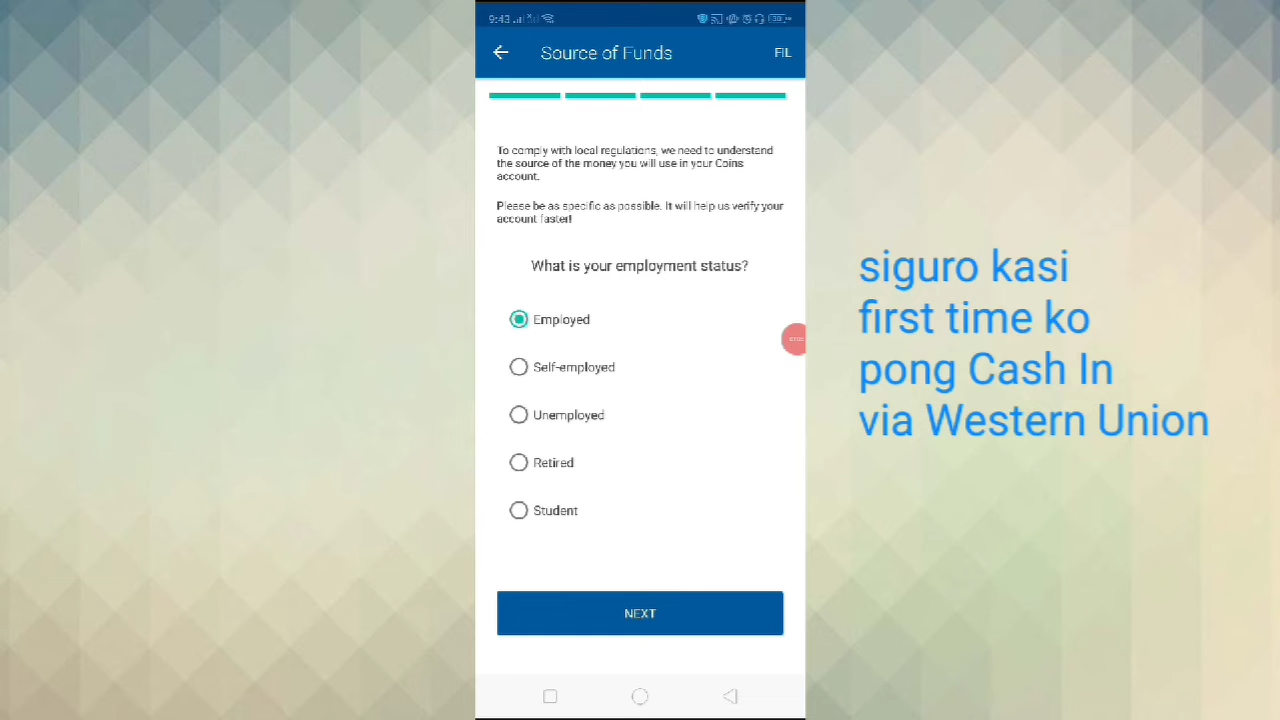 9:43
Source of Funds
FIL
To comply with local regulations, we need to understand
the source of the money you will use in your Coins
account.
Please be as specific as possible. It will help us verify your
account faster!
What is your employment status?
Employed
Self-employed
Unemployed
Retired
Student
NEXT
siguro kasi
first time ko
pong Cash In
via Western Union